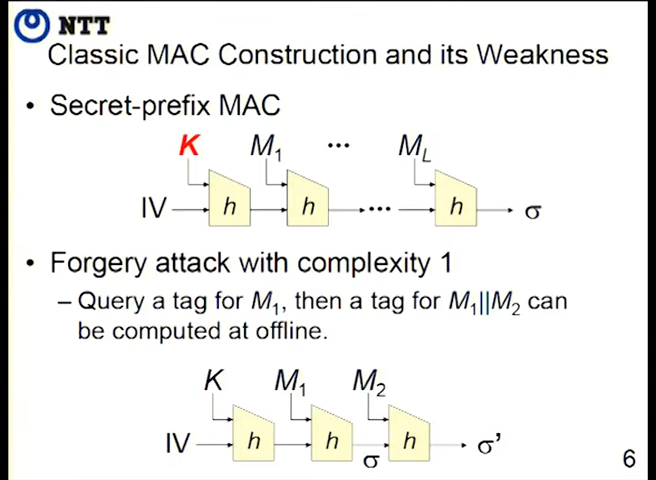 NTT
Classic MAC Construction and its Weakness
• Secret-prefix MAC
K M₁ ··· M_L
IV h h ··· h σ
• Forgery attack with complexity 1
– Query a tag for M₁, then a tag for M₁||M₂ can
be computed at offline.
K M₁ M₂
IV h h σ h σ'
6